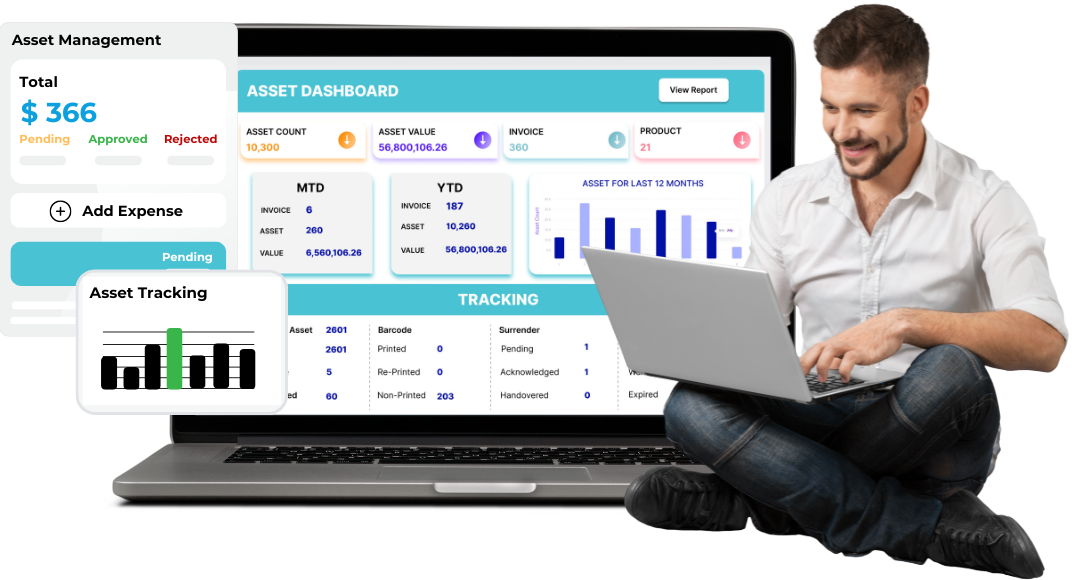 Asset Management
Total
$ 366
Pending Approved Rejected
Add Expense
Pending
Asset Tracking
ASSET DASHBOARD
View Report
ASSET COUNT
10,300
ASSET VALUE
56,800,106.26
INVOICE
360
PRODUCT
21
MTD
INVOICE 6
ASSET 260
VALUE 6,560,106.26
YTD
INVOICE 187
ASSET 10,260
VALUE 56,800,106.26
ASSET FOR LAST 12 MONTHS
Asset Count
TRACKING
Asset 2601
2601
5
60
Barcode
Printed 0
Re-Printed 0
Non-Printed 203
Surrender
Pending 1
Acknowledged 1
Handovered 0
Expired